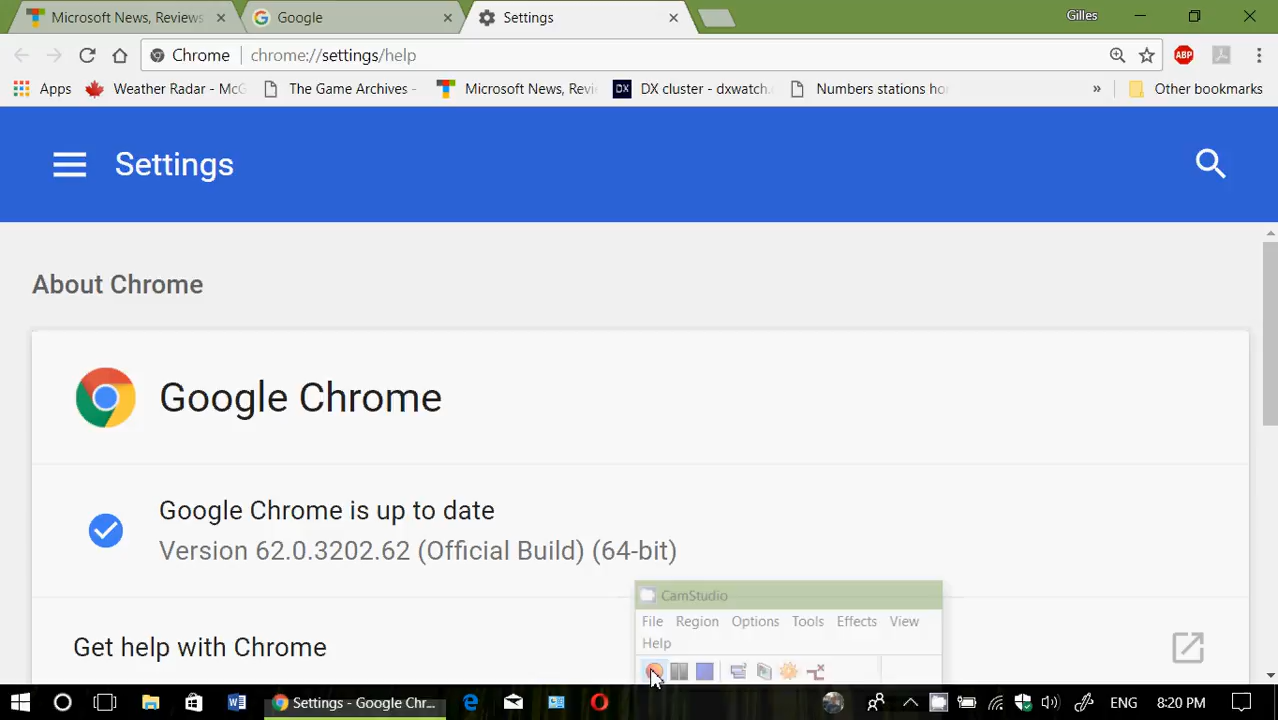 Microsoft News, Reviews
Google
Settings
Gilles
Chrome
chrome://settings/help
ABP
Apps
Weather Radar - McG
The Game Archives -
Microsoft News, Revi
DX
DX cluster - dxwatch.
Numbers stations hor
»
Other bookmarks
Settings
About Chrome
Google Chrome
Google Chrome is up to date
Version 62.0.3202.62 (Official Build) (64-bit)
Get help with Chrome
CamStudio
File Region Options Tools Effects View
Help
Settings - Google Chr...
ENG
8:20 PM